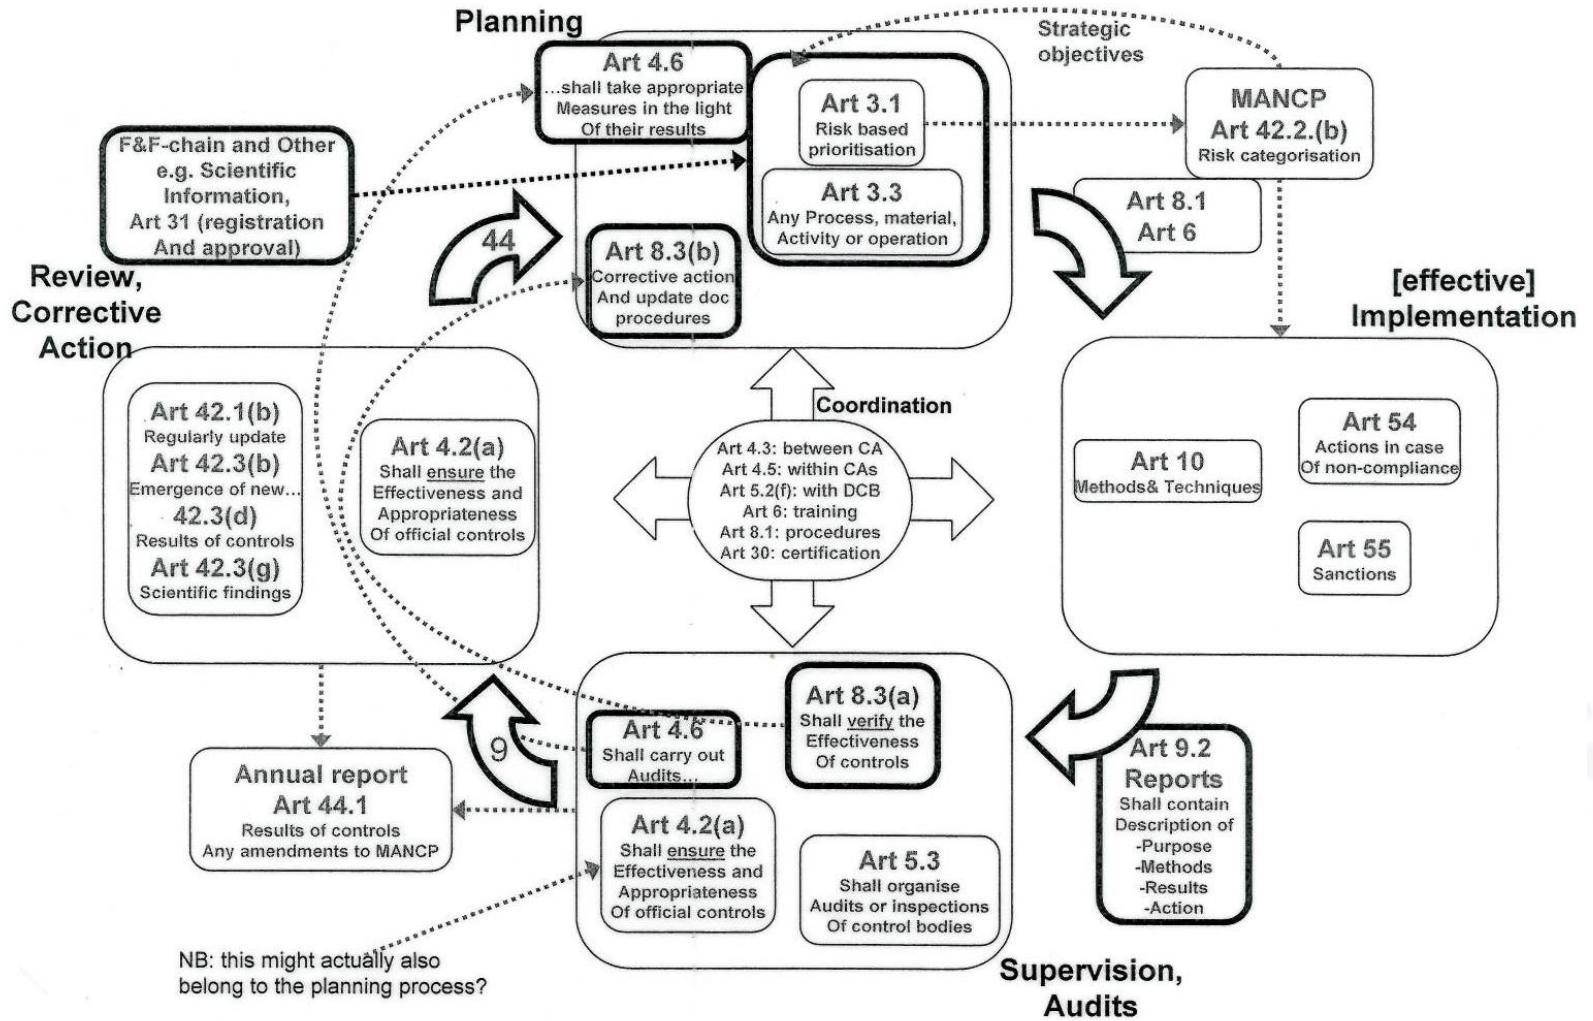 Planning
Strategic
objectives
Art 4.6
...shall take appropriate
Measures in the light
Of their results
Art 3.1
Risk based
prioritisation
Art 3.3
Any Process, material,
Activity or operation
MANCP
Art 42.2.(b)
Risk categorisation
Art 8.1
Art 6
F&F-chain and Other
e.g. Scientific
Information,
Art 31 (registration
And approval)
44
Art 8.3(b)
Corrective action
And update doc
procedures
Review,
Corrective
Action
[effective]
Implementation
Art 42.1(b)
Regularly update
Art 42.3(b)
Emergence of new...
42.3(d)
Results of controls
Art 42.3(g)
Scientific findings
Art 4.2(a)
Shall ensure the
Effectiveness and
Appropriateness
Of official controls
Coordination
Art 4.3: between CA
Art 4.5: within CAs
Art 5.2(f): with DCB
Art 6: training
Art 8.1: procedures
Art 30: certification
Art 10
Methods& Techniques
Art 54
Actions in case
Of non-compliance
Art 55
Sanctions
Annual report
Art 44.1
Results of controls
Any amendments to MANCP
9
Art 4.6
Shall carry out
Audits...
Art 8.3(a)
Shall verify the
Effectiveness
Of controls
Art 4.2(a)
Shall ensure the
Effectiveness and
Appropriateness
Of official controls
Art 5.3
Shall organise
Audits or inspections
Of control bodies
Art 9.2
Reports
Shall contain
Description of
-Purpose
-Methods
-Results
-Action
NB: this might actually also
belong to the planning process?
Supervision,
Audits